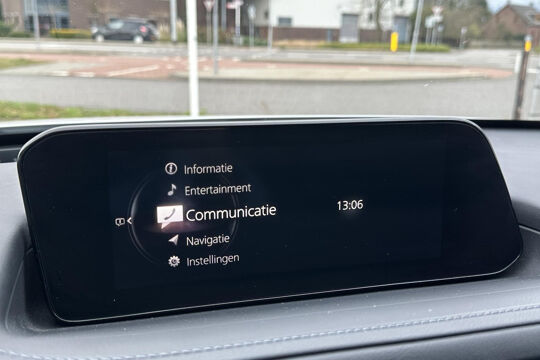 Informatie
Entertainment
Communicatie
13:06
Navigatie
Instellingen